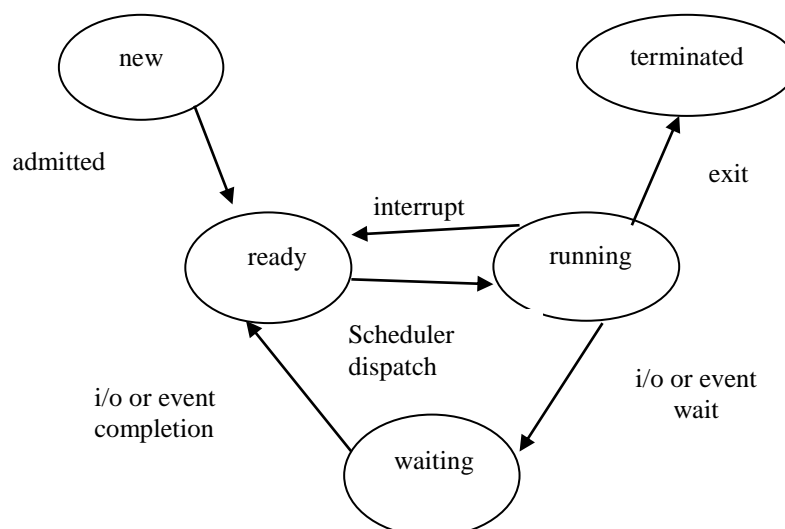 new
terminated
admitted
exit
interrupt
ready
running
Scheduler
dispatch
i/o or event
wait
i/o or event
completion
waiting